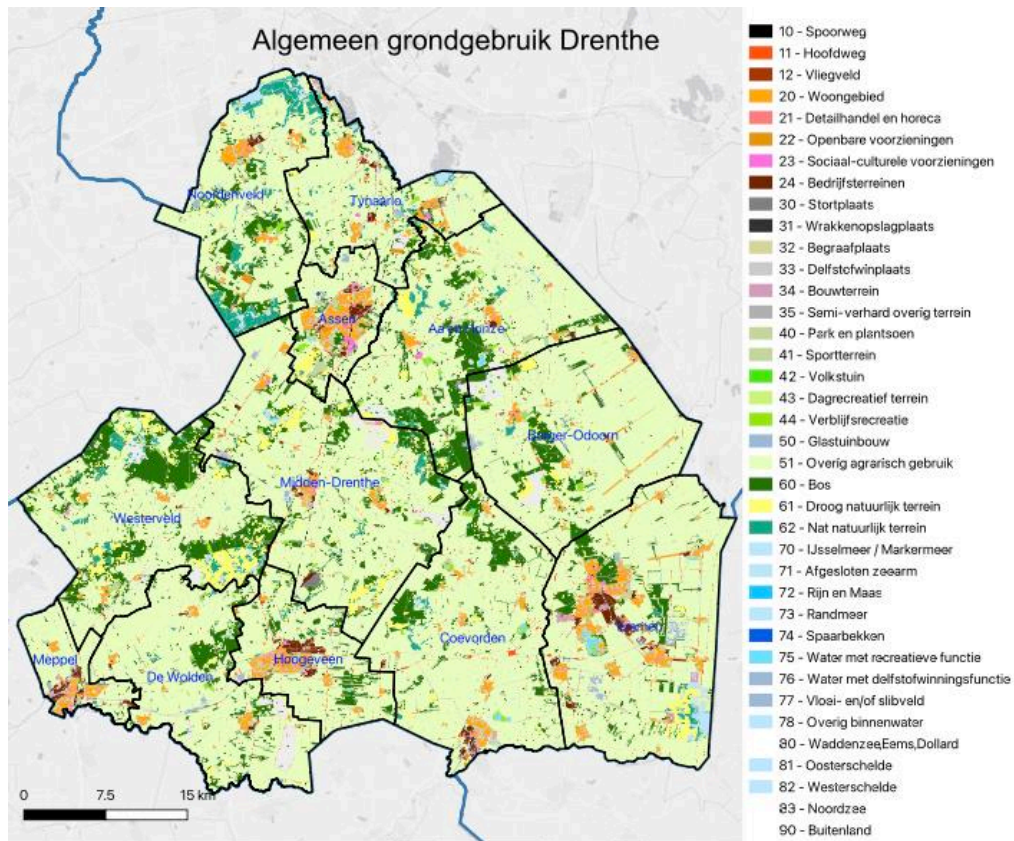 Algemeen grondgebruik Drenthe
Noordenveld
Tynaarlo
Assen
Aa en Hunze
Borger-Odoorn
Midden-Drenthe
Westerveld
Emmen
Coevorden
Hoogeveen
Meppel
De Wolden
0 7.5 15 km
10 - Spoorweg
11 - Hoofdweg
12 - Vliegveld
20 - Woongebied
21 - Detailhandel en horeca
22 - Openbare voorzieningen
23 - Sociaal-culturele voorzieningen
24 - Bedrijfsterreinen
30 - Stortplaats
31 - Wrakkenopslagplaats
32 - Begraafplats
33 - Delfstofwinplaats
34 - Bouwterrein
35 - Semi-verhard overig terrein
40 - Park en plantsoen
41 - Sportterrein
42 - Volkstuin
43 - Dagrecreatief terrein
44 - Verblijfsrecreatie
50 - Glastuinbouw
51 - Overig agrarisch gebruik
60 - Bos
61 - Droog natuurlijk terrein
62 - Nat natuurlijk terrein
70 - IJsselmeer / Markermeer
71 - Afgesloten zeearm
72 - Rijn en Maas
73 - Randmeer
74 - Spaarbekken
75 - Water met recreatieve functie
76 - Water met delfstofwinningsfunctie
77 - Vloei- en/of slibveld
78 - Overig binnenwater
80 - Waddenzee,Eems,Dollard
81 - Oosterschelde
82 - Westerschelde
83 - Noordzee
90 - Buitenland